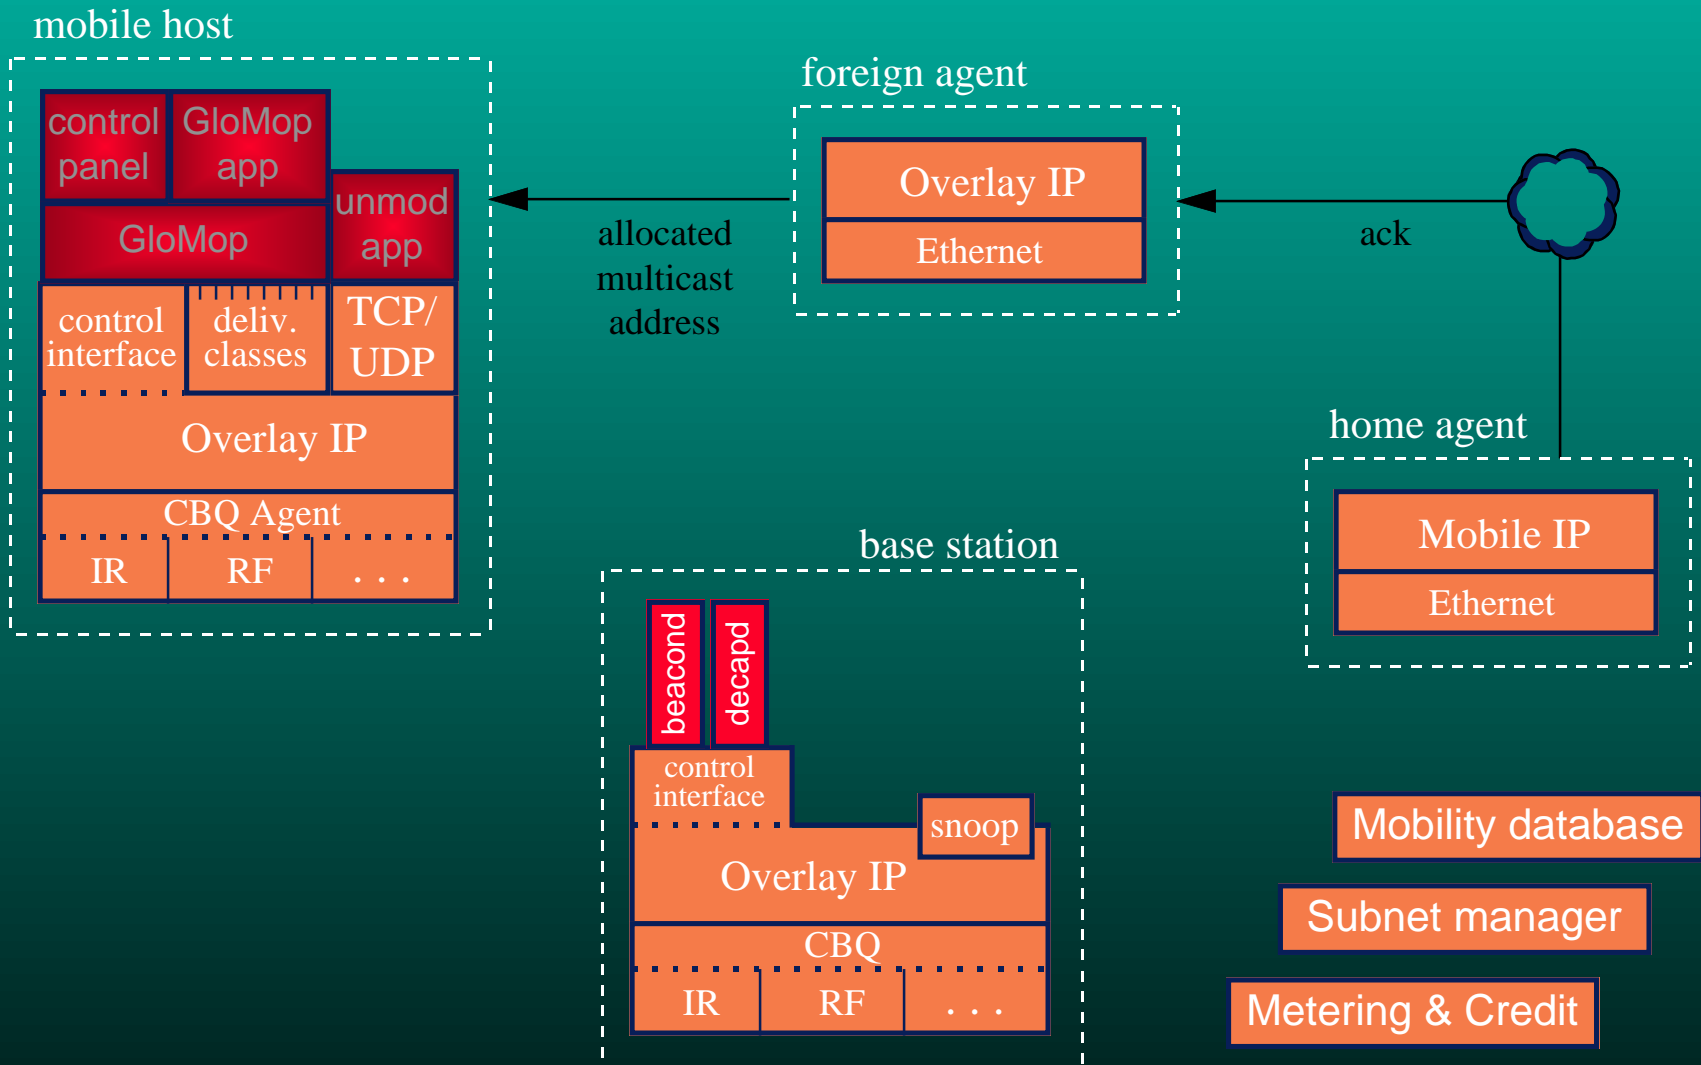 mobile host
control
panel
GloMop
app
unmod
app
GloMop
control
interface
deliv.
classes
TCP/
UDP
Overlay IP
CBQ Agent
IR
RF
. . .
allocated
multicast
address
foreign agent
Overlay IP
Ethernet
ack
home agent
Mobile IP
Ethernet
base station
beacond
decapd
control
interface
snoop
Overlay IP
CBQ
IR
RF
. . .
Mobility database
Subnet manager
Metering & Credit